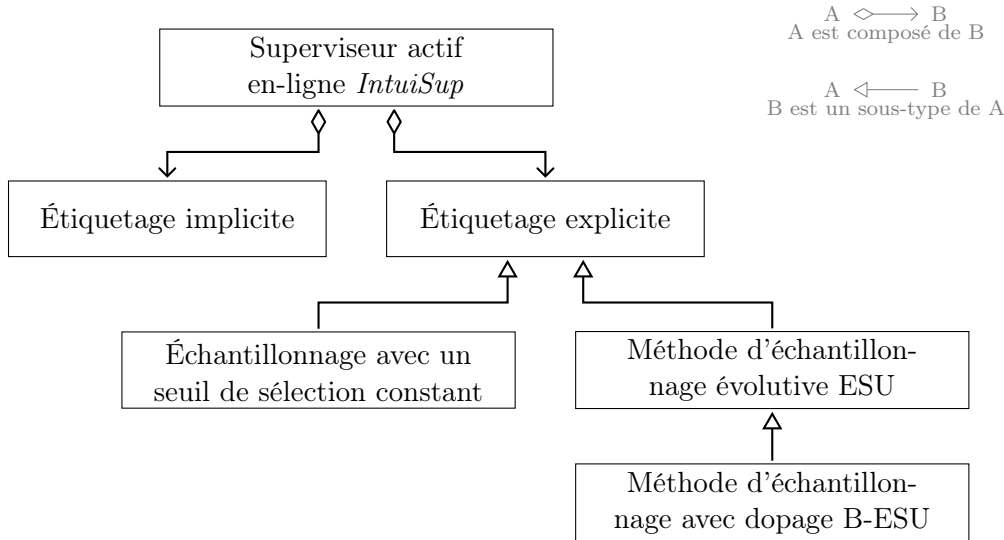 A B
A est composé de B
A B
B est un sous-type de A
Superviseur actif
en-ligne IntuiSup
Étiquetage implicite
Étiquetage explicite
Échantillonnage avec un
seuil de sélection constant
Méthode d'échantillon-
nage évolutive ESU
Méthode d'échantillon-
nage avec dopage B-ESU